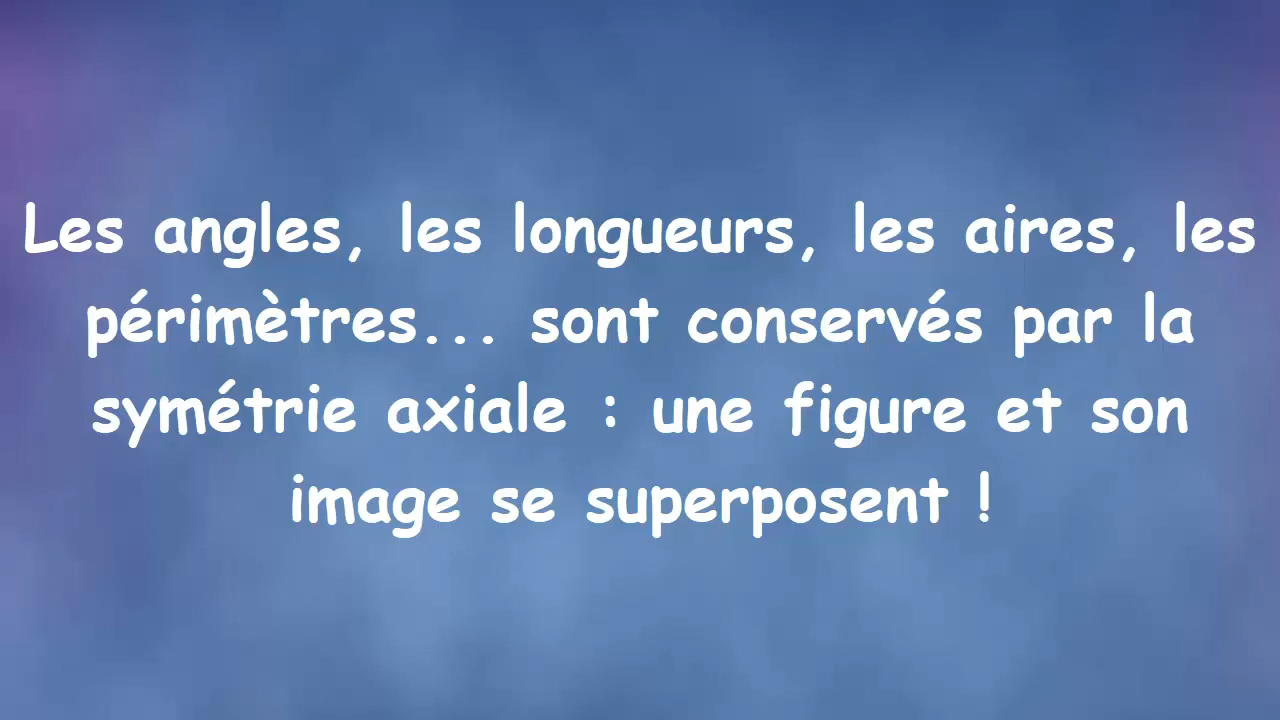 Les angles, les longueurs, les aires, les
périmètres... sont conservés par la
symétrie axiale : une figure et son
image se superposent !